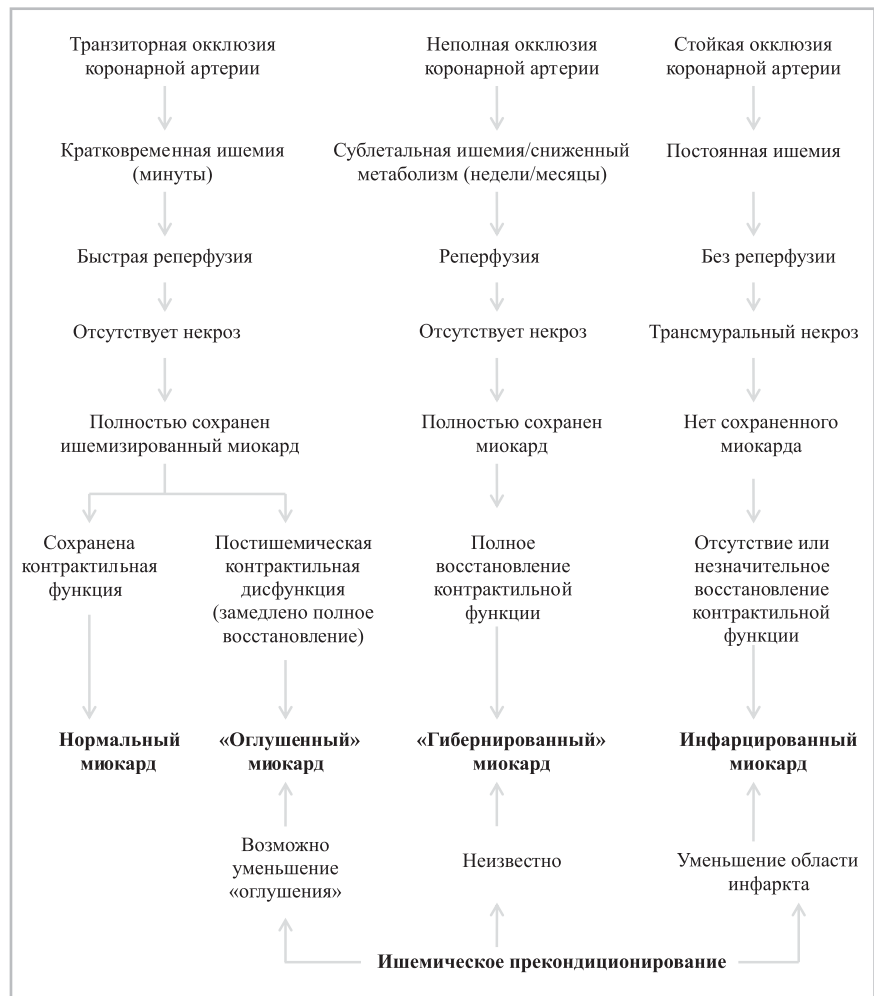 Транзиторная окклюзия
коронарной артерии
Неполная окклюзия
коронарной артерии
Стойкая окклюзия
коронарной артерии
Кратковременная ишемия
(минуты)
Сублетальная ишемия/сниженный
метаболизм (недели/месяцы)
Постоянная ишемия
Быстрая реперфузия
Реперфузия
Без реперфузии
Отсутствует некроз
Отсутствует некроз
Трансмуральный некроз
Полностью сохранен
ишемизированный миокард
Полностью сохранен
миокард
Нет сохраненного
миокарда
Сохранена
контрактильная
функция
Постишемическая
контрактильная
дисфункция
(замедлено полное
восстановление)
Полное
восстановление
контрактильной
функции
Отсутствие или
незначительное
восстановление
контрактильной
функции
Нормальный
миокард
«Оглушенный»
миокард
«Гибернированный»
миокард
Инфарцированный
миокард
Возможно
уменьшение
«оглушения»
Неизвестно
Уменьшение области
инфаркта
Ишемическое прекондиционирование